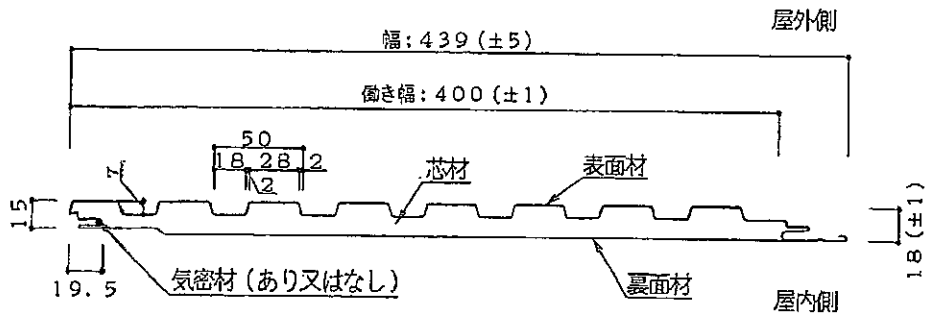 屋外側
幅:439(±5)
働き幅:400(±1)
50
18 28 2
2
芯材
表面材
7
15
18(±1)
19.5
気密材(あり又はなし)
裏面材
屋内側